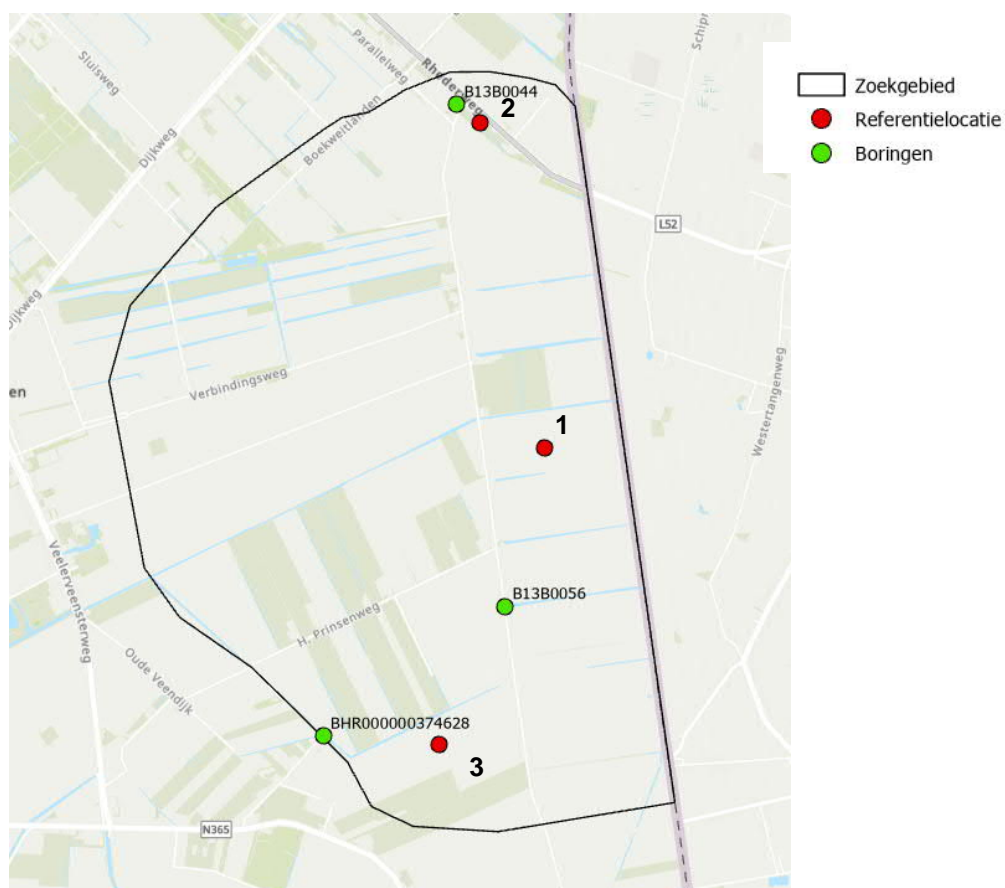 Sluisweg
Parallelweg
Rhederweg
B13B0044
2
Dijkweg
Boekweitlanden
Zoekgebied
Referentielocatie
Boringen
L52
Dijkweg
en
Verbindingsweg
Westertangenweg
1
Veelerveensterweg
B13B0056
H. Prinsenweg
Oude Veendijk
BHR000000374628
3
N365